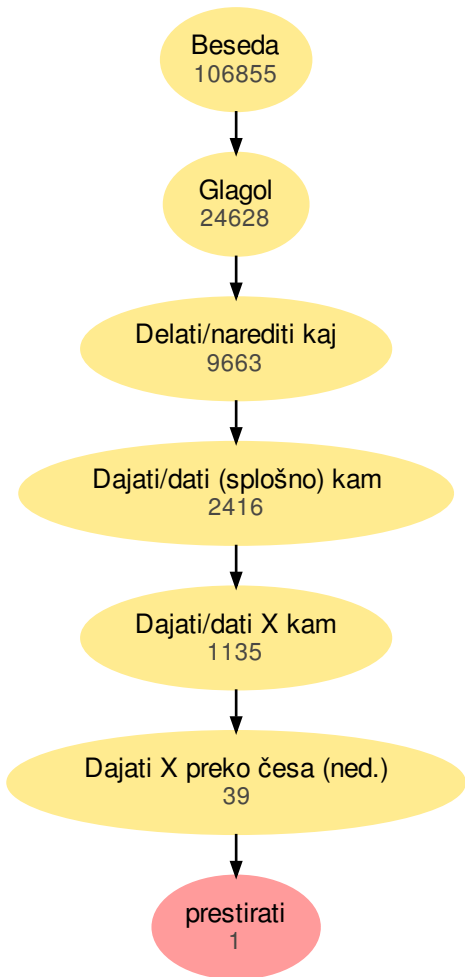 Beseda
106855
Glagol
24628
Delati/narediti kaj
9663
Dajati/dati (splošno) kam
2416
Dajati/dati X kam
1135
Dajati X preko česa (ned.)
39
prestirati
1